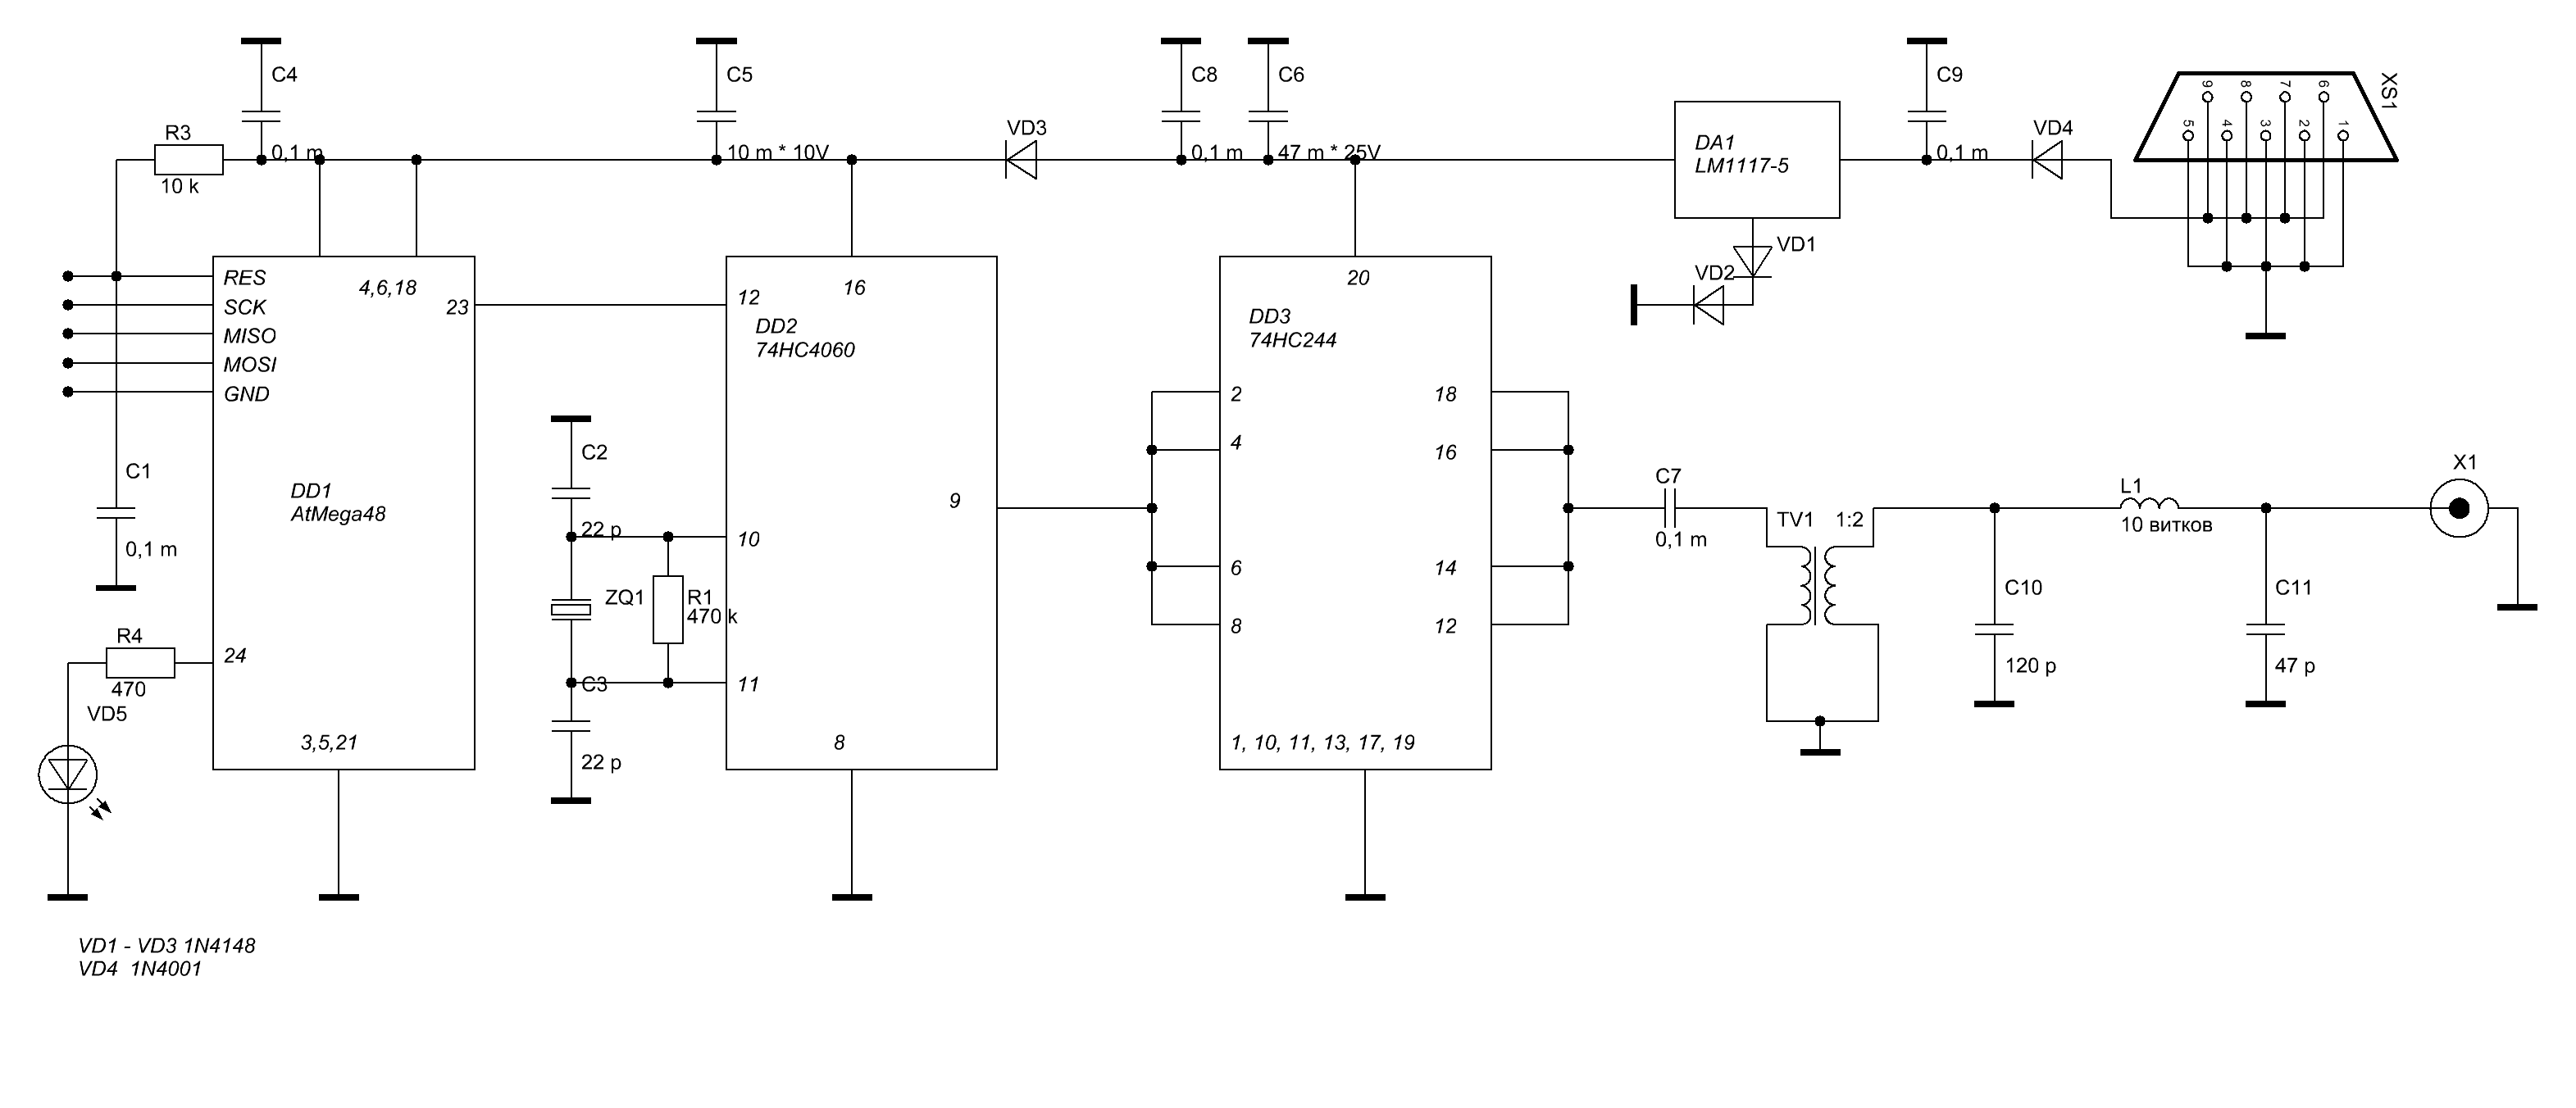 C4
C5
C8
C6
C9
XS1
9
8
7
6
5
4
3
2
1
R3
10 k
0,1 m
10 m * 10V
VD3
0,1 m
47 m * 25V
DA1
LM1117-5
0,1 m
VD4
VD1
VD2
RES
SCK
MISO
MOSI
GND
4,6,18
23
DD1
AtMega48
24
3,5,21
C1
0,1 m
R4
470
VD5
12
16
DD2
74HC4060
9
10
11
8
C2
22 p
ZQ1
R1
470 k
C3
22 p
20
DD3
74HC244
2
4
6
8
18
16
14
12
1, 10, 11, 13, 17, 19
C7
0,1 m
TV1
1:2
L1
10 витков
X1
C10
120 p
C11
47 p
VD1 - VD3 1N4148
VD4 1N4001